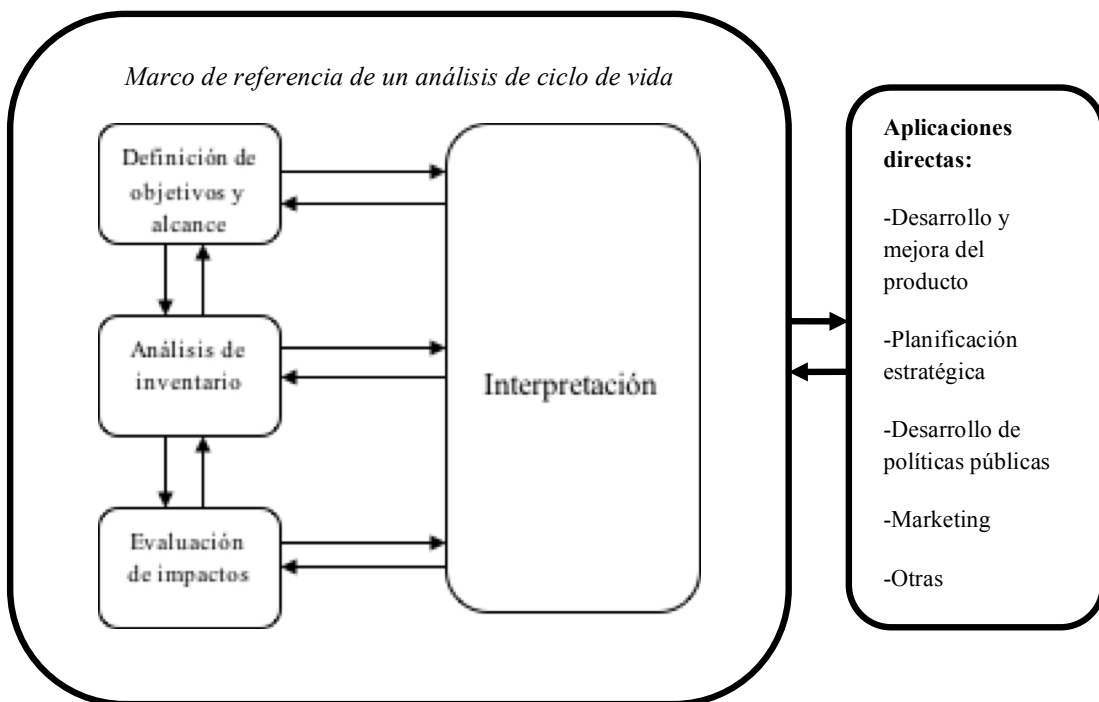 Marco de referencia de un análisis de ciclo de vida
Definición de
objetivos y
alcance
Análisis de
inventario
Evaluación
de impactos
Interpretación
Aplicaciones
directas:
-Desarrollo y
mejora del
producto
-Planificación
estratégica
-Desarrollo de
políticas públicas
-Marketing
-Otras